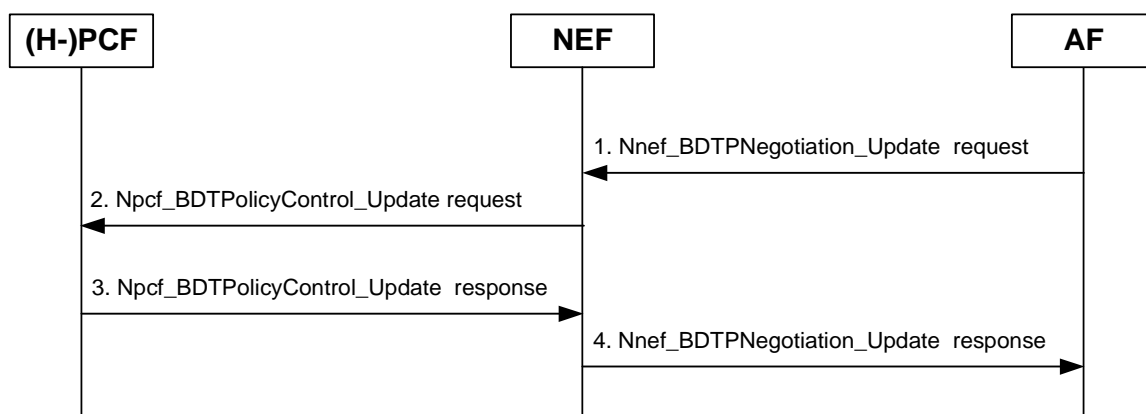 (H-)PCF
NEF
AF
1. Nnef_BDTPNegotiation_Update request
2. Npcf_BDTPolicyControl_Update request
3. Npcf_BDTPolicyControl_Update response
4. Nnef_BDTPNegotiation_Update response